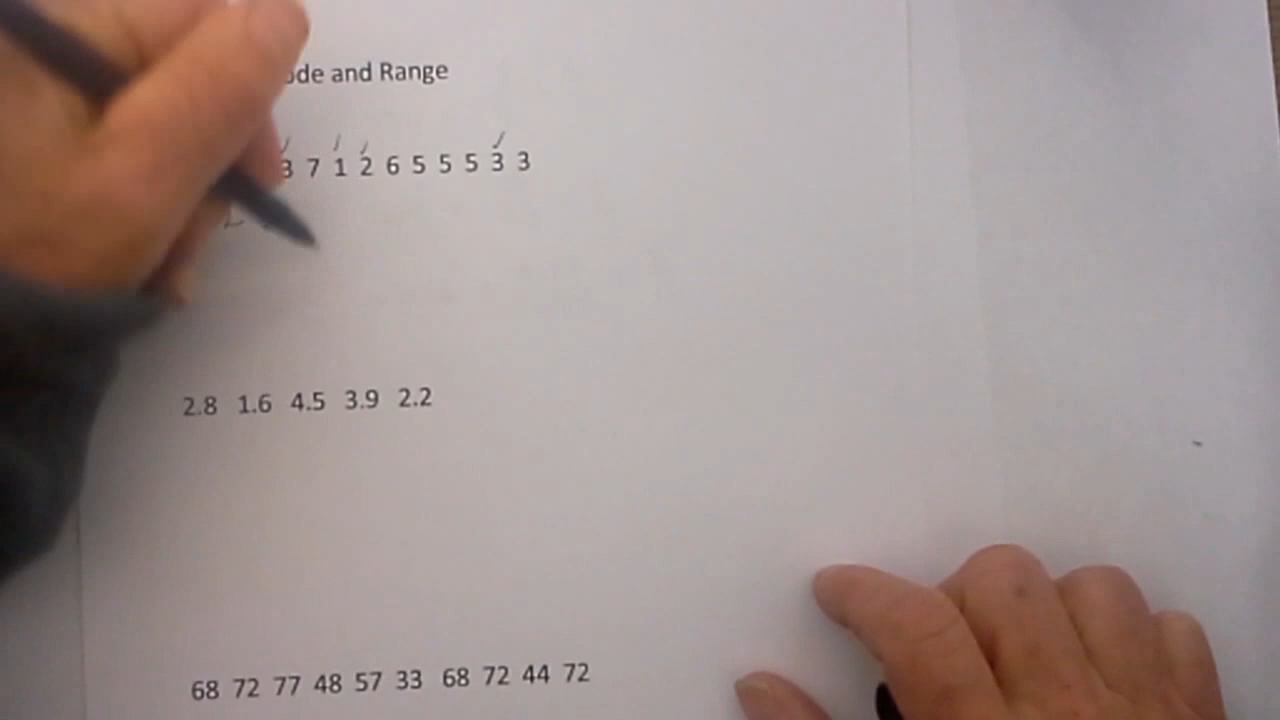 ode and Range
3 7 1 2 6 5 5 5 3 3
2.8 1.6 4.5 3.9 2.2
68 72 77 48 57 33 68 72 44 72